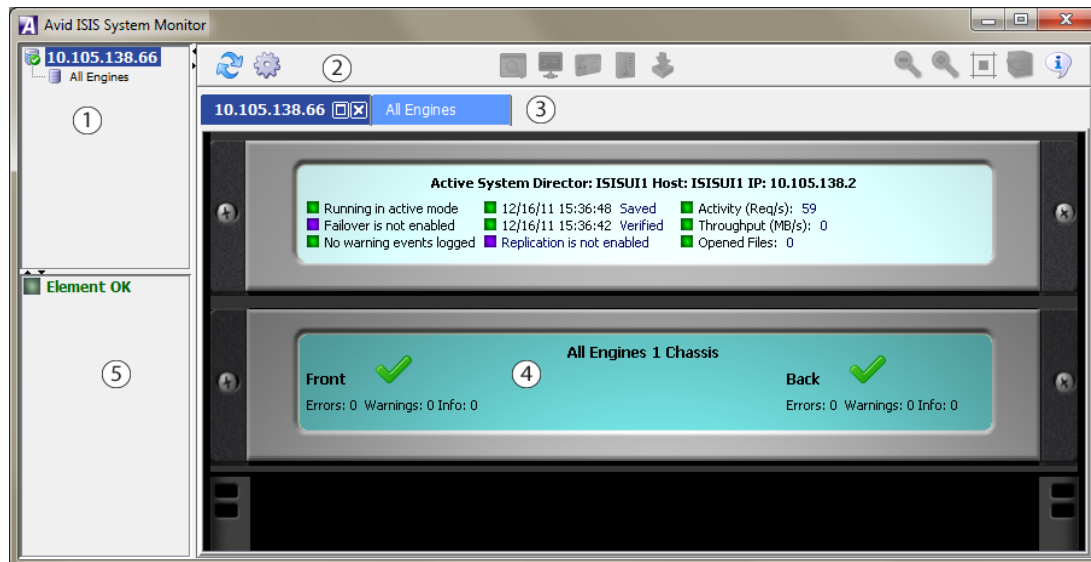 Avid ISIS System Monitor
10.105.138.66
All Engines
1
2
10.105.138.66 All Engines
3
Active System Director: ISISUI1 Host: ISISUI1 IP: 10.105.138.2
Running in active mode 12/16/11 15:36:48 Saved Activity (Req/s): 59
Failover is not enabled 12/16/11 15:36:42 Verified Throughput (MB/s): 0
No warning events logged Replication is not enabled Opened Files: 0
Element OK
5
All Engines 1 Chassis
4
Front Back
Errors: 0 Warnings: 0 Info: 0 Errors: 0 Warnings: 0 Info: 0